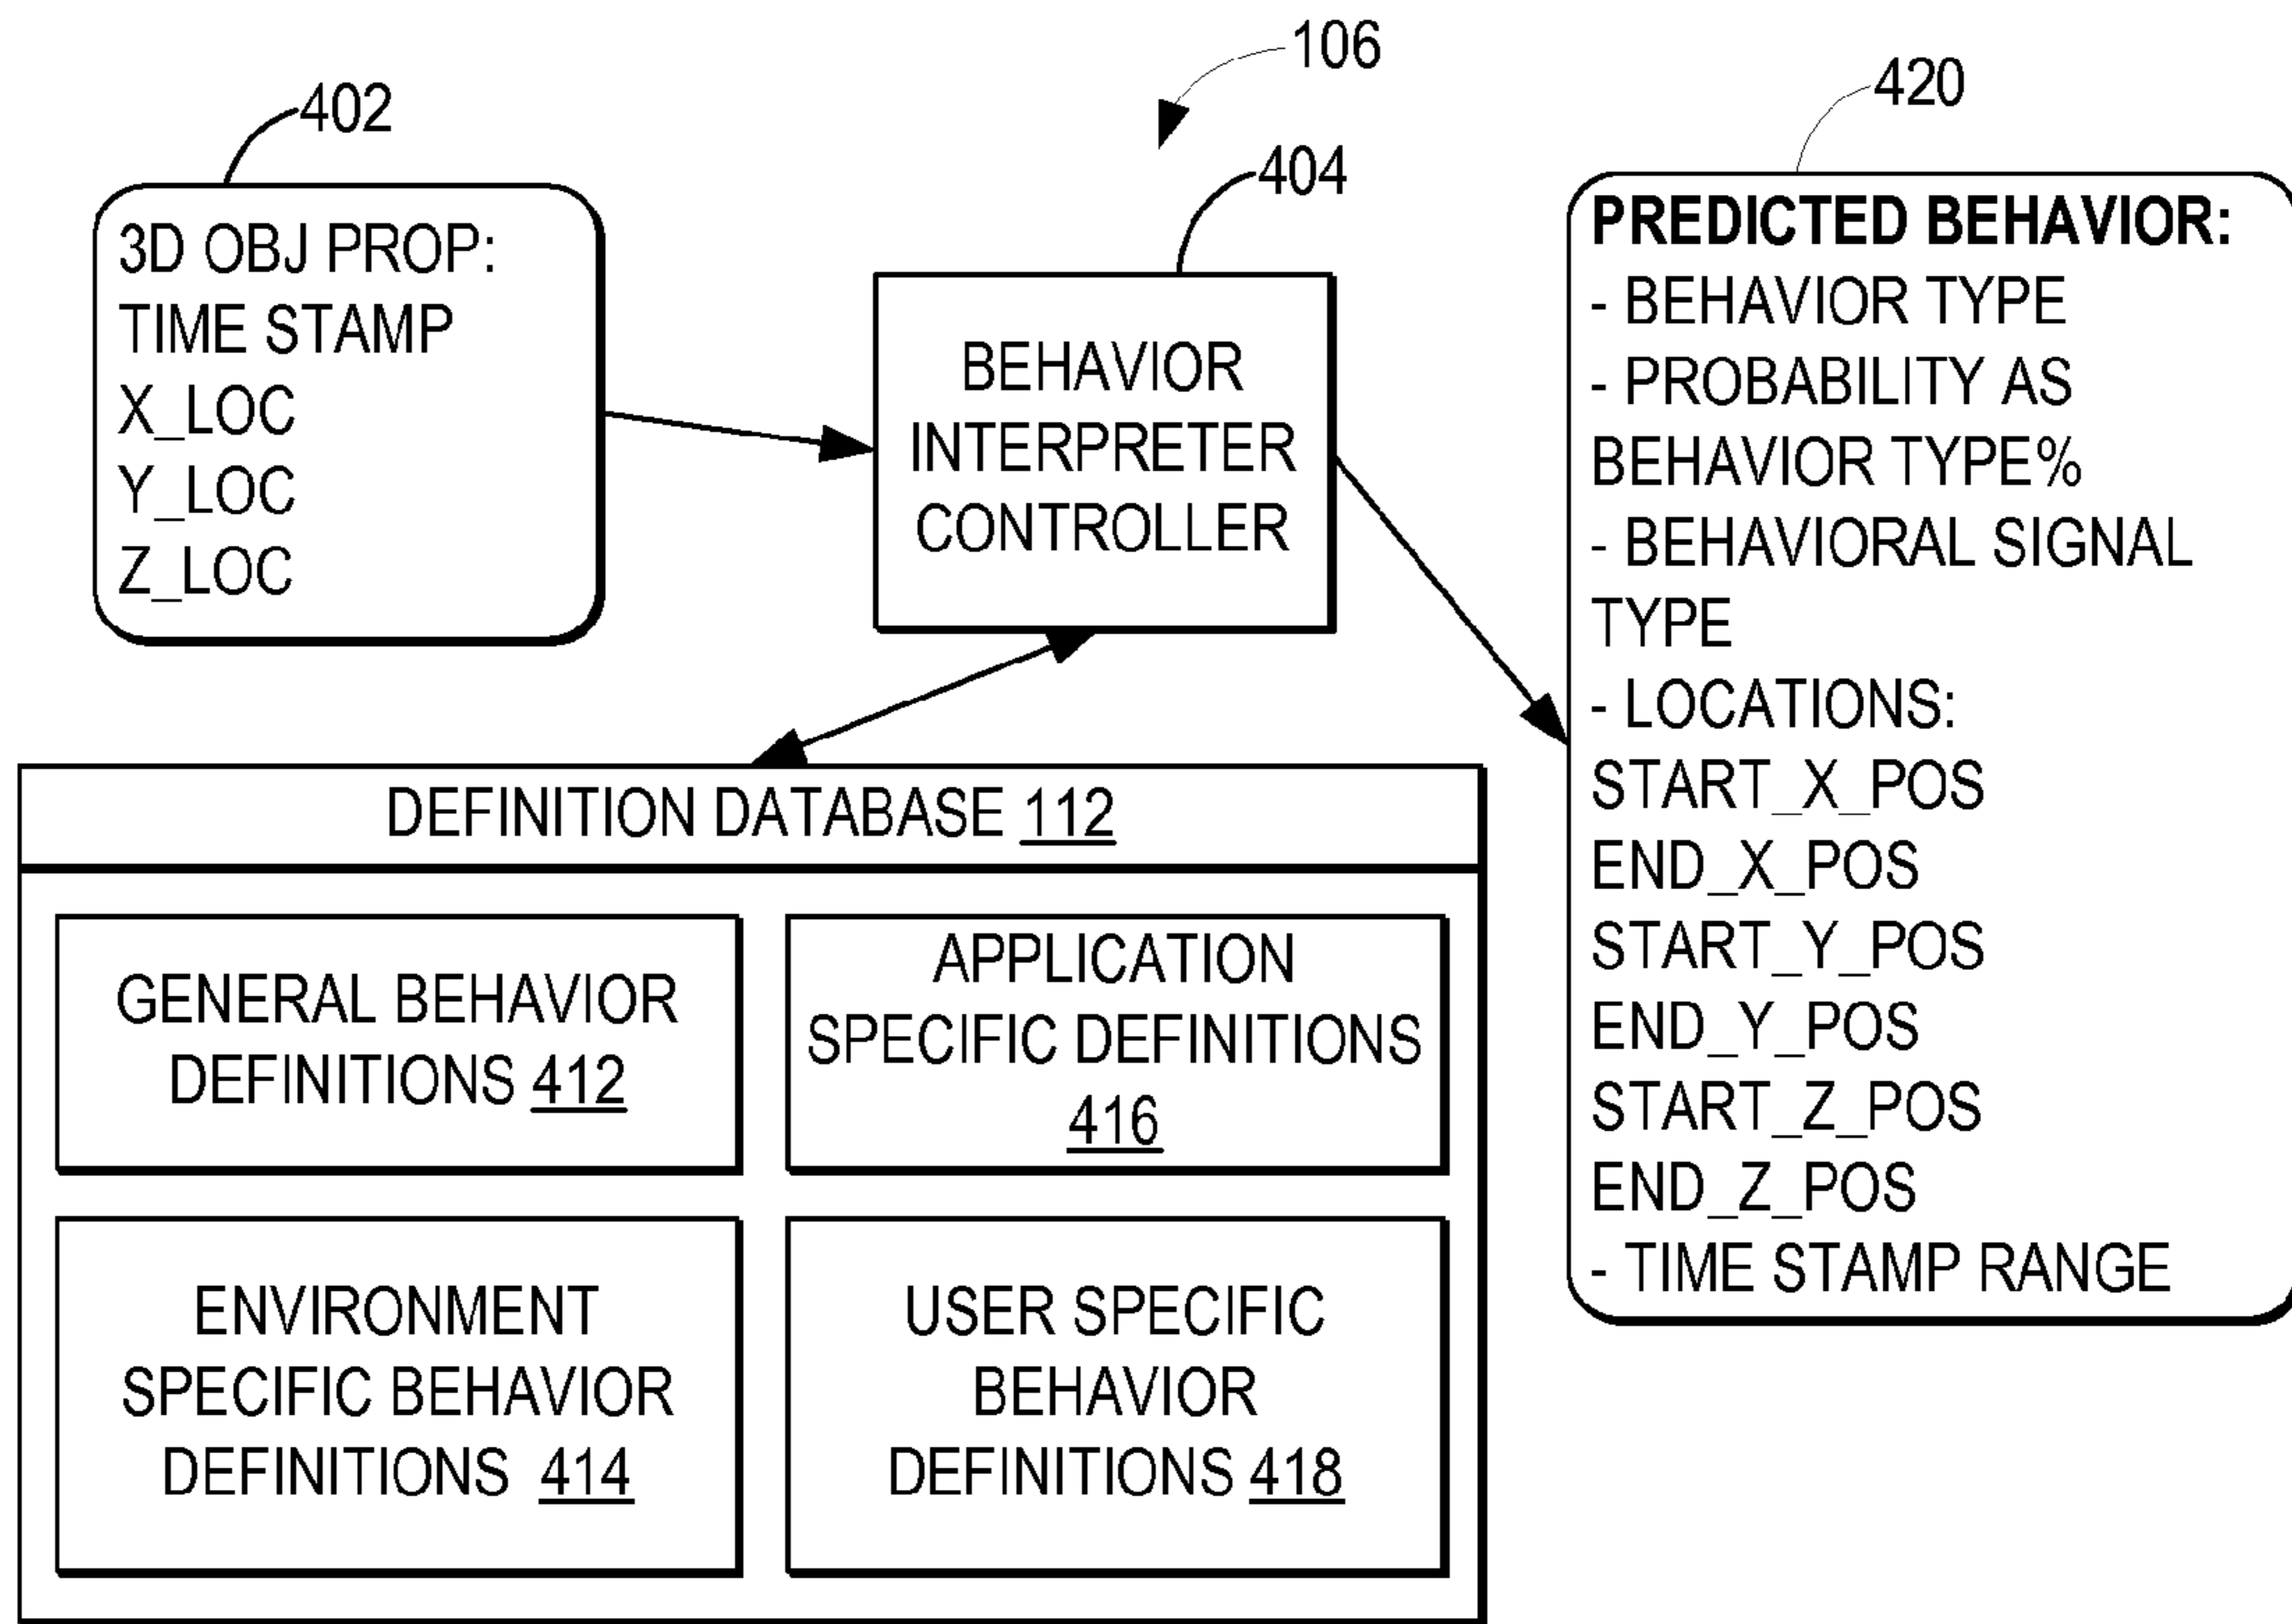 106
402
3D OBJ PROP:
TIME STAMP
X_LOC
Y_LOC
Z_LOC
404
BEHAVIOR
INTERPRETER
CONTROLLER
420
PREDICTED BEHAVIOR:
- BEHAVIOR TYPE
- PROBABILITY AS
BEHAVIOR TYPE%
- BEHAVIORAL SIGNAL
TYPE
- LOCATIONS:
START_X_POS
END_X_POS
START_Y_POS
END_Y_POS
START_Z_POS
END_Z_POS
- TIME STAMP RANGE
DEFINITION DATABASE 112
GENERAL BEHAVIOR
DEFINITIONS 412
APPLICATION
SPECIFIC DEFINITIONS
416
ENVIRONMENT
SPECIFIC BEHAVIOR
DEFINITIONS 414
USER SPECIFIC
BEHAVIOR
DEFINITIONS 418